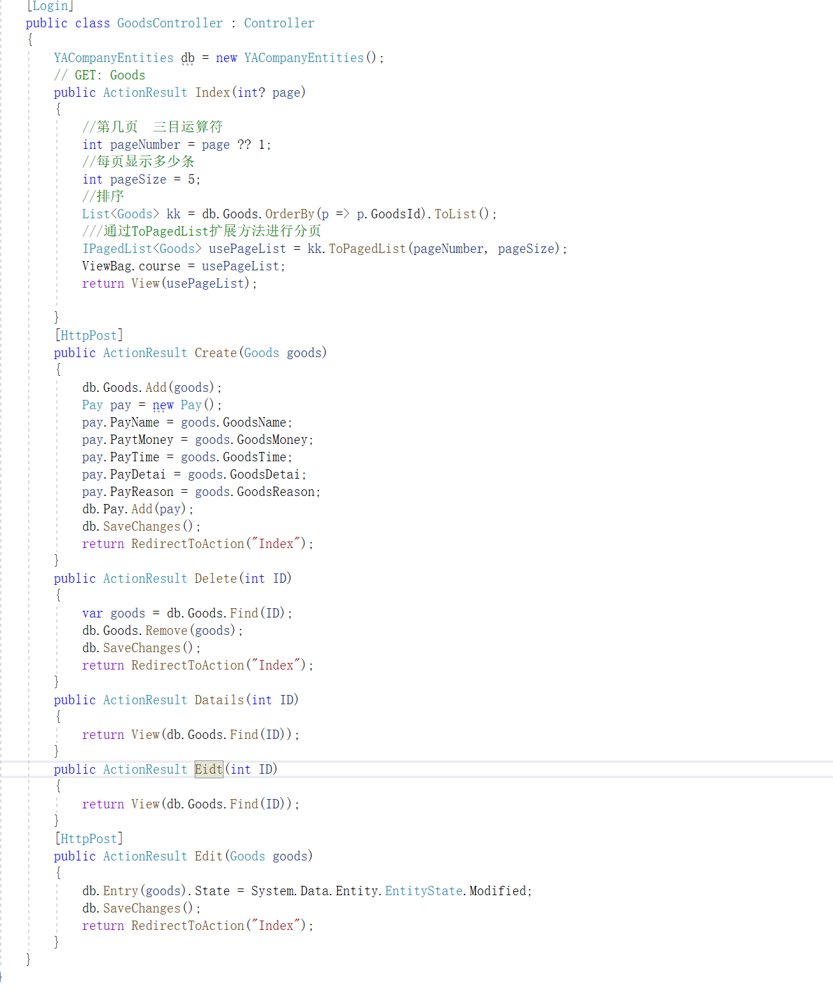 [Login]
public class GoodsController : Controller
{
YACompanyEntities db = new YACompanyEntities();
// GET: Goods
public ActionResult Index(int? page)
{
//第几页  三目运算符
int pageNumber = page ?? 1;
//每页显示多少条
int pageSize = 5;
//排序
List<Goods> kk = db.Goods.OrderBy(p => p.GoodsId).ToList();
///通过ToPagedList扩展方法进行分页
IPagedList<Goods> usePageList = kk.ToPagedList(pageNumber, pageSize);
ViewBag.course = usePageList;
return View(usePageList);
}
[HttpPost]
public ActionResult Create(Goods goods)
{
db.Goods.Add(goods);
Pay pay = new Pay();
pay.PayName = goods.GoodsName;
pay.PaytMoney = goods.GoodsMoney;
pay.PayTime = goods.GoodsTime;
pay.PayDetai = goods.GoodsDetai;
pay.PayReason = goods.GoodsReason;
db.Pay.Add(pay);
db.SaveChanges();
return RedirectToAction("Index");
}
public ActionResult Delete(int ID)
{
var goods = db.Goods.Find(ID);
db.Goods.Remove(goods);
db.SaveChanges();
return RedirectToAction("Index");
}
public ActionResult Datails(int ID)
{
return View(db.Goods.Find(ID));
}
public ActionResult Eidt(int ID)
{
return View(db.Goods.Find(ID));
}
[HttpPost]
public ActionResult Edit(Goods goods)
{
db.Entry(goods).State = System.Data.Entity.EntityState.Modified;
db.SaveChanges();
return RedirectToAction("Index");
}
}
}